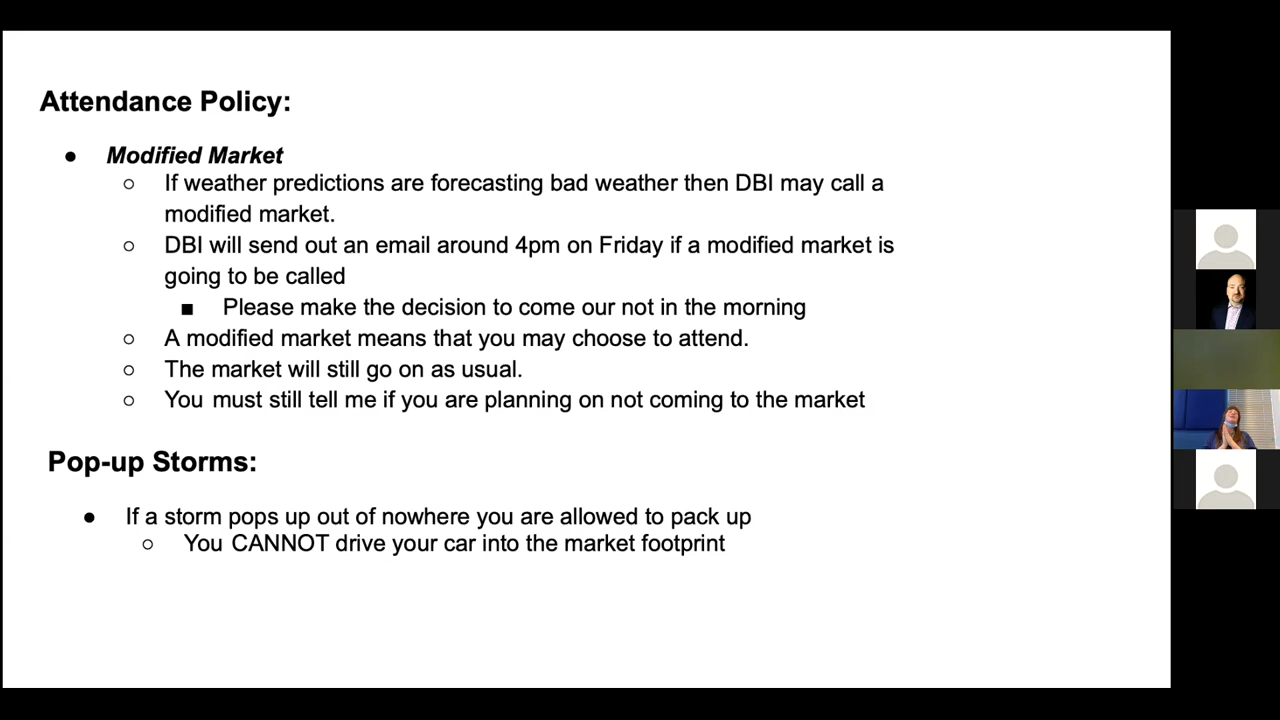 Attendance Policy:
● Modified Market
○ If weather predictions are forecasting bad weather then DBI may call a
modified market.
○ DBI will send out an email around 4pm on Friday if a modified market is
going to be called
■ Please make the decision to come our not in the morning
○ A modified market means that you may choose to attend.
○ The market will still go on as usual.
○ You must still tell me if you are planning on not coming to the market
Pop-up Storms:
● If a storm pops up out of nowhere you are allowed to pack up
○ You CANNOT drive your car into the market footprint